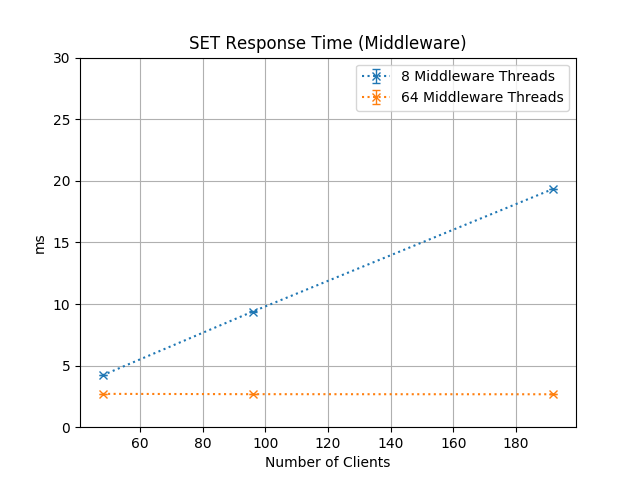 SET Response Time (Middleware)
30
25
20
15
10
5
0
ms
8 Middleware Threads
64 Middleware Threads
60
80
100
120
140
160
180
Number of Clients